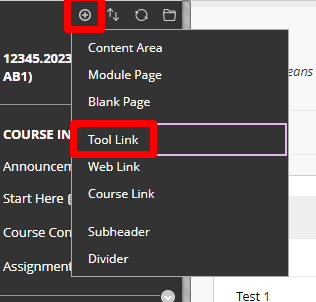 12345.2023
AB1)
eans
Content Area
Module Page
Blank Page
Tool Link
Web Link
Course Link
Subheader
Divider
COURSE IN
Announcem
Start Here
Course Con
Assignment
Test 1